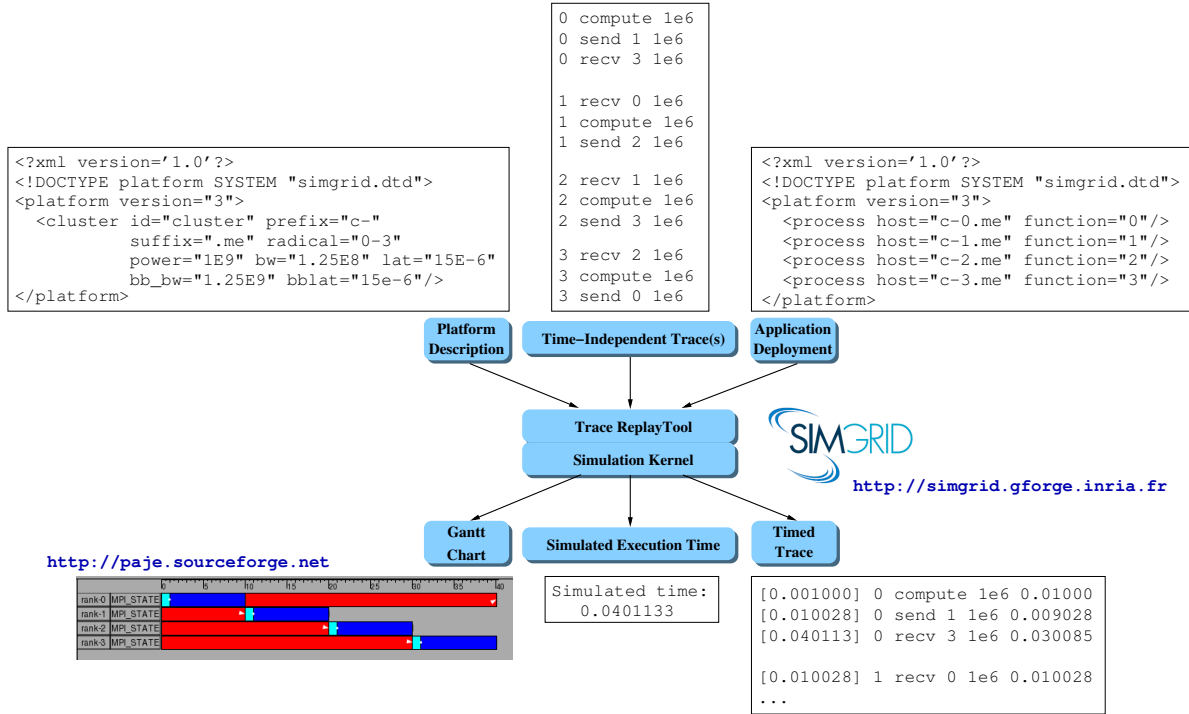 0 compute 1e6
0 send 1 1e6
0 recv 3 1e6
1 recv 0 1e6
1 compute 1e6
1 send 2 1e6
2 recv 1 1e6
2 compute 1e6
2 send 3 1e6
3 recv 2 1e6
3 compute 1e6
3 send 0 1e6
<?xml version='1.0'?>
<!DOCTYPE platform SYSTEM "simgrid.dtd">
<platform version="3">
<cluster id="cluster" prefix="c-"
suffix=".me" radical="0-3"
power="1E9" bw="1.25E8" lat="15E-6"
bb_bw="1.25E9" bblat="15e-6"/>
</platform>
<?xml version='1.0'?>
<!DOCTYPE platform SYSTEM "simgrid.dtd">
<platform version="3">
<process host="c-0.me" function="0"/>
<process host="c-1.me" function="1"/>
<process host="c-2.me" function="2"/>
<process host="c-3.me" function="3"/>
</platform>
Platform
Description
Time-Independent Trace(s)
Application
Deployment
Trace ReplayTool
Simulation Kernel
SIMGRID
http://simgrid.gforge.inria.fr
Gantt
Chart
Simulated Execution Time
Timed
Trace
http://paje.sourceforge.net
0 5 10 15 20 25 30 35 40
rank-0 MPI_STATE
rank-1 MPI_STATE
rank-2 MPI_STATE
rank-3 MPI_STATE
Simulated time:
0.0401133
[0.001000] 0 compute 1e6 0.01000
[0.010028] 0 send 1 1e6 0.009028
[0.040113] 0 recv 3 1e6 0.030085
[0.010028] 1 recv 0 1e6 0.010028
...